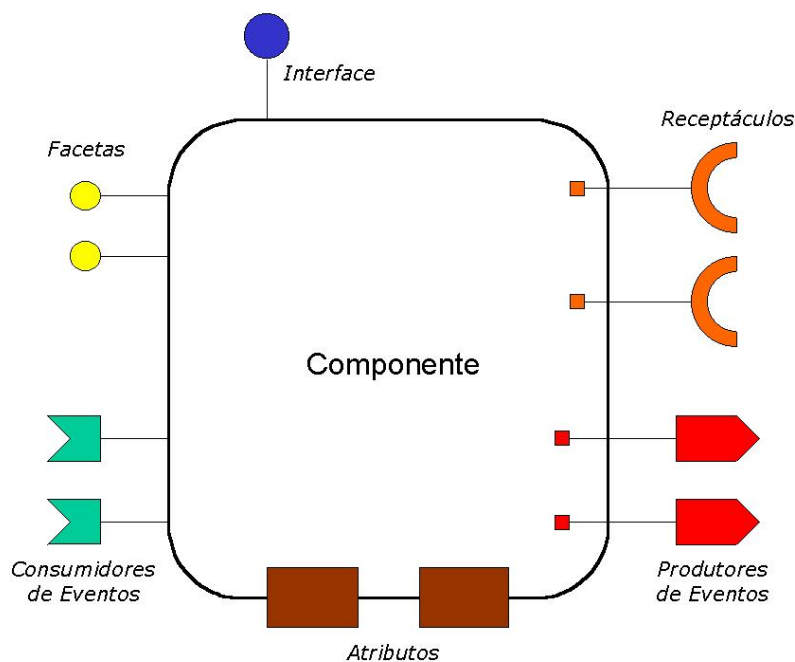 Interface
Receptáculos
Facetas
Componente
Consumidores
de Eventos
Produtores
de Eventos
Atributos